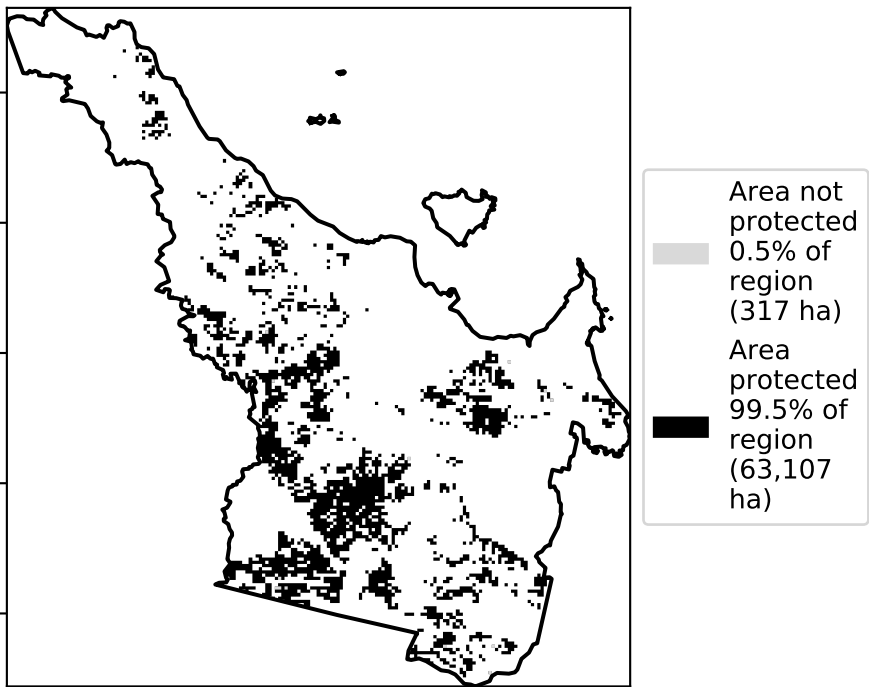 Area not
protected
0.5% of
region
(317 ha)
Area
protected
99.5% of
region
(63,107
ha)